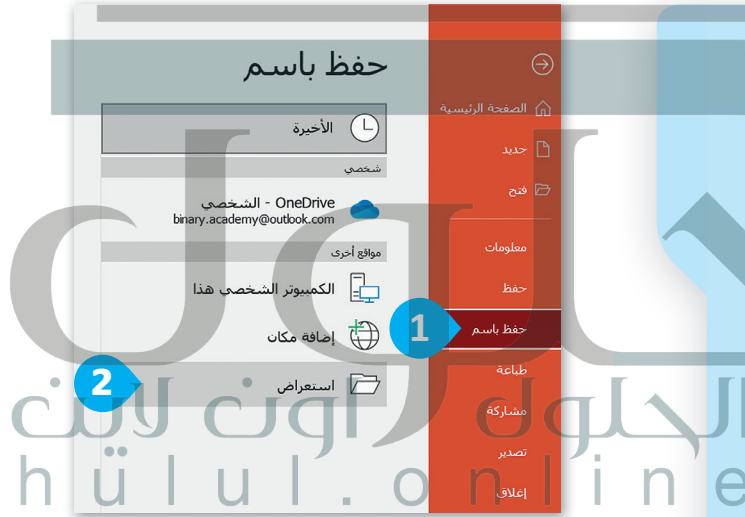 حفظ باسم
الصفحة الرئيسية
جديد
فتح
معلومات
حفظ
حفظ باسم
طباعة
مشاركة
تصدير
إغلاق
الأخيرة
شخصي
OneDrive - الشخصي
binary.academy@outlook.com
مواقع أخرى
الكمبيوتر الشخصي هذا
إضافة مكان
استعراض
1
2
حلول
الحلول اون لاين
hulul.online